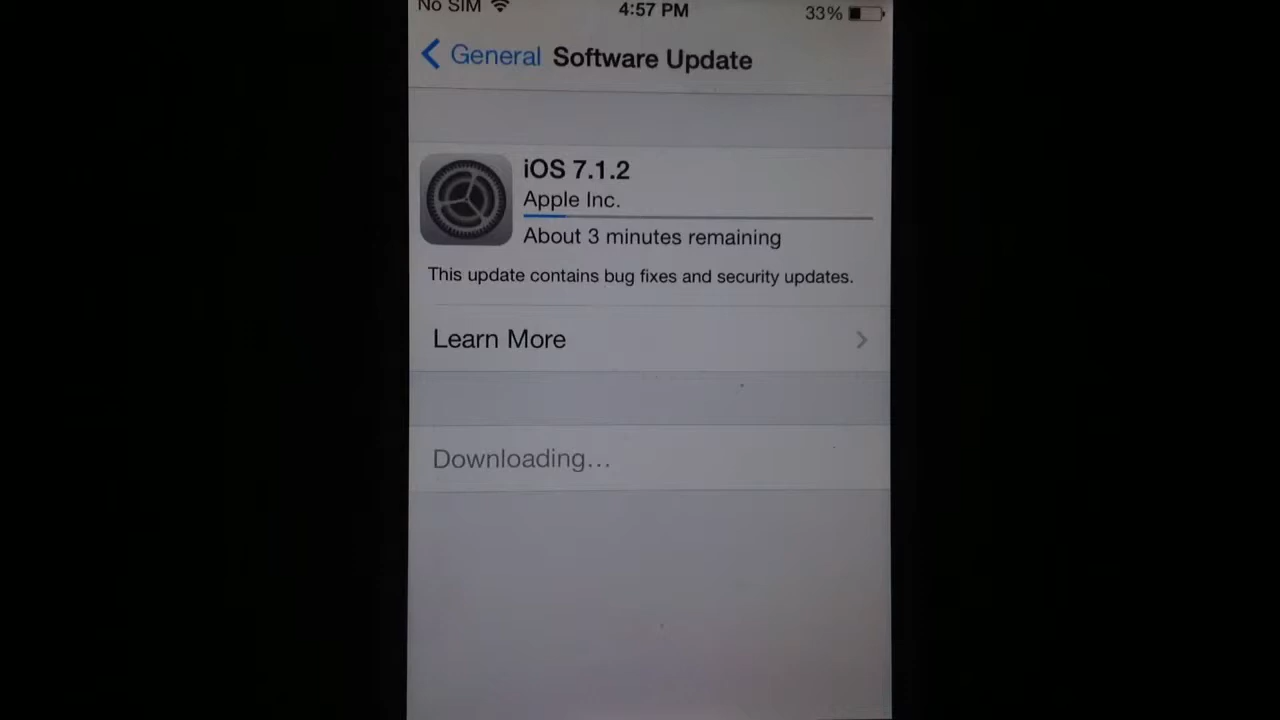 No SIM 4:57 PM 33%
General Software Update
iOS 7.1.2
Apple Inc.
About 3 minutes remaining
This update contains bug fixes and security updates.
Learn More
Downloading...